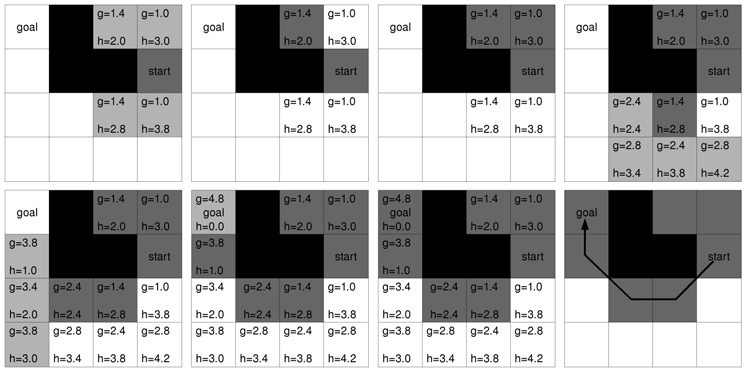 g=1.4 g=1.0
goal
h=2.0 h=3.0
start
g=1.4 g=1.0
h=2.8 h=3.8
g=1.4 g=1.0
goal
h=2.0 h=3.0
start
g=1.4 g=1.0
h=2.8 h=3.8
g=1.4 g=1.0
goal
h=2.0 h=3.0
start
g=1.4 g=1.0
h=2.8 h=3.8
g=1.4 g=1.0
goal
h=2.0 h=3.0
start
g=2.4 g=1.4 g=1.0
h=2.4 h=2.8 h=3.8
g=2.8 g=2.4 g=2.8
h=3.4 h=3.8 h=4.2
g=1.4 g=1.0
goal
h=2.0 h=3.0
g=3.8
start
h=1.0
g=3.4 g=2.4 g=1.4 g=1.0
h=2.0 h=2.4 h=2.8 h=3.8
g=3.8 g=2.8 g=2.4 g=2.8
h=3.0 h=3.4 h=3.8 h=4.2
g=4.8 g=1.4 g=1.0
goal
h=0.0 h=2.0 h=3.0
g=3.8
start
h=1.0
g=3.4 g=2.4 g=1.4 g=1.0
h=2.0 h=2.4 h=2.8 h=3.8
g=3.8 g=2.8 g=2.4 g=2.8
h=3.0 h=3.4 h=3.8 h=4.2
g=4.8 g=1.4 g=1.0
goal
h=0.0 h=2.0 h=3.0
g=3.8
start
h=1.0
g=3.4 g=2.4 g=1.4 g=1.0
h=2.0 h=2.4 h=2.8 h=3.8
g=3.8 g=2.8 g=2.4 g=2.8
h=3.0 h=3.4 h=3.8 h=4.2
goal
start